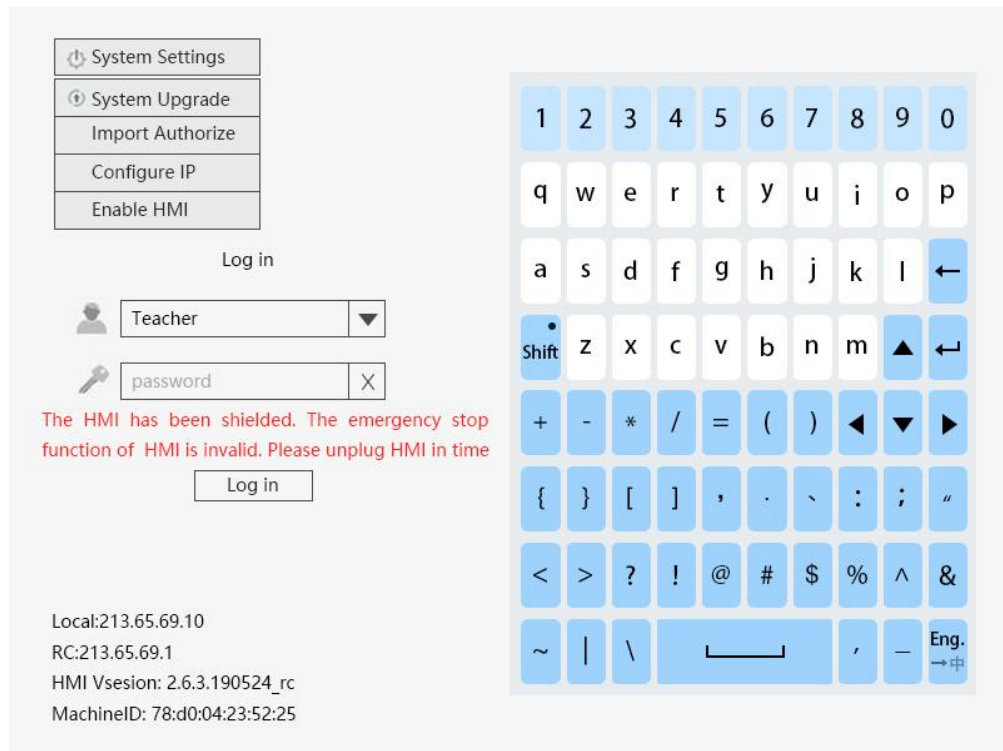 System Settings
System Upgrade
Import Authorize
Configure IP
Enable HMI
Log in
Teacher
password X
The HMI has been shielded. The emergency stop
function of HMI is invalid. Please unplug HMI in time
Log in
Local:213.65.69.10
RC:213.65.69.1
HMI Vsesion: 2.6.3.190524_rc
MachineID: 78:d0:04:23:52:25
1 2 3 4 5 6 7 8 9 0
q w e r t y u i o p
a s d f g h j k l ←
Shift z x c v b n m ▲ ↵
+ - * / = ( ) ◀ ▼ ▶
{ } [ ] , · 、 : ; "
< > ? ! @ # $ % ^ &
~ | \ ′ — Eng.
→中